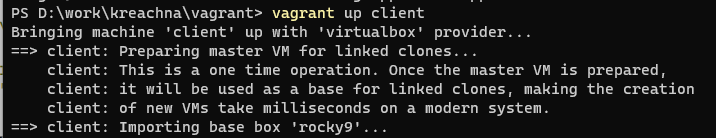 PS D:\work\kreachna\vagrant> vagrant up client
Bringing machine 'client' up with 'virtualbox' provider...
==> client: Preparing master VM for linked clones...
    client: This is a one time operation. Once the master VM is prepared,
    client: it will be used as a base for linked clones, making the creation
    client: of new VMs take milliseconds on a modern system.
==> client: Importing base box 'rocky9'...